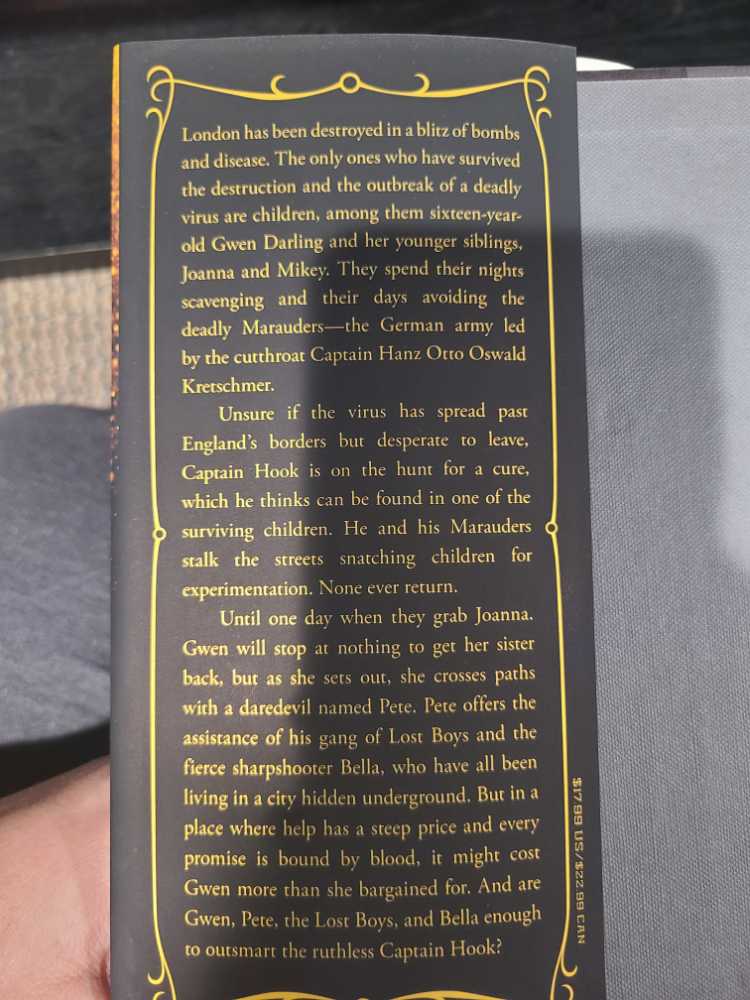 London has been destroyed in a blitz of bombs
and disease. The only ones who have survived
the destruction and the outbreak of a deadly
virus are children, among them sixteen-year-
old Gwen Darling and her younger siblings,
Joanna and Mikey. They spend their nights
scavenging and their days avoiding the
deadly Marauders—the German army led
by the cutthroat Captain Hanz Otto Oswald
Kretschmer.
Unsure if the virus has spread past
England's borders but desperate to leave,
Captain Hook is on the hunt for a cure,
which he thinks can be found in one of the
surviving children. He and his Marauders
stalk the streets snatching children for
experimentation. None ever return.
Until one day when they grab Joanna.
Gwen will stop at nothing to get her sister
back, but as she sets out, she crosses paths
with a daredevil named Pete. Pete offers the
assistance of his gang of Lost Boys and the
fierce sharpshooter Bella, who have all been
living in a city hidden underground. But in a
place where help has a steep price and every
promise is bound by blood, it might cost
Gwen more than she bargained for. And are
Gwen, Pete, the Lost Boys, and Bella enough
to outsmart the ruthless Captain Hook?
$17.99 US/$22.99 CAN